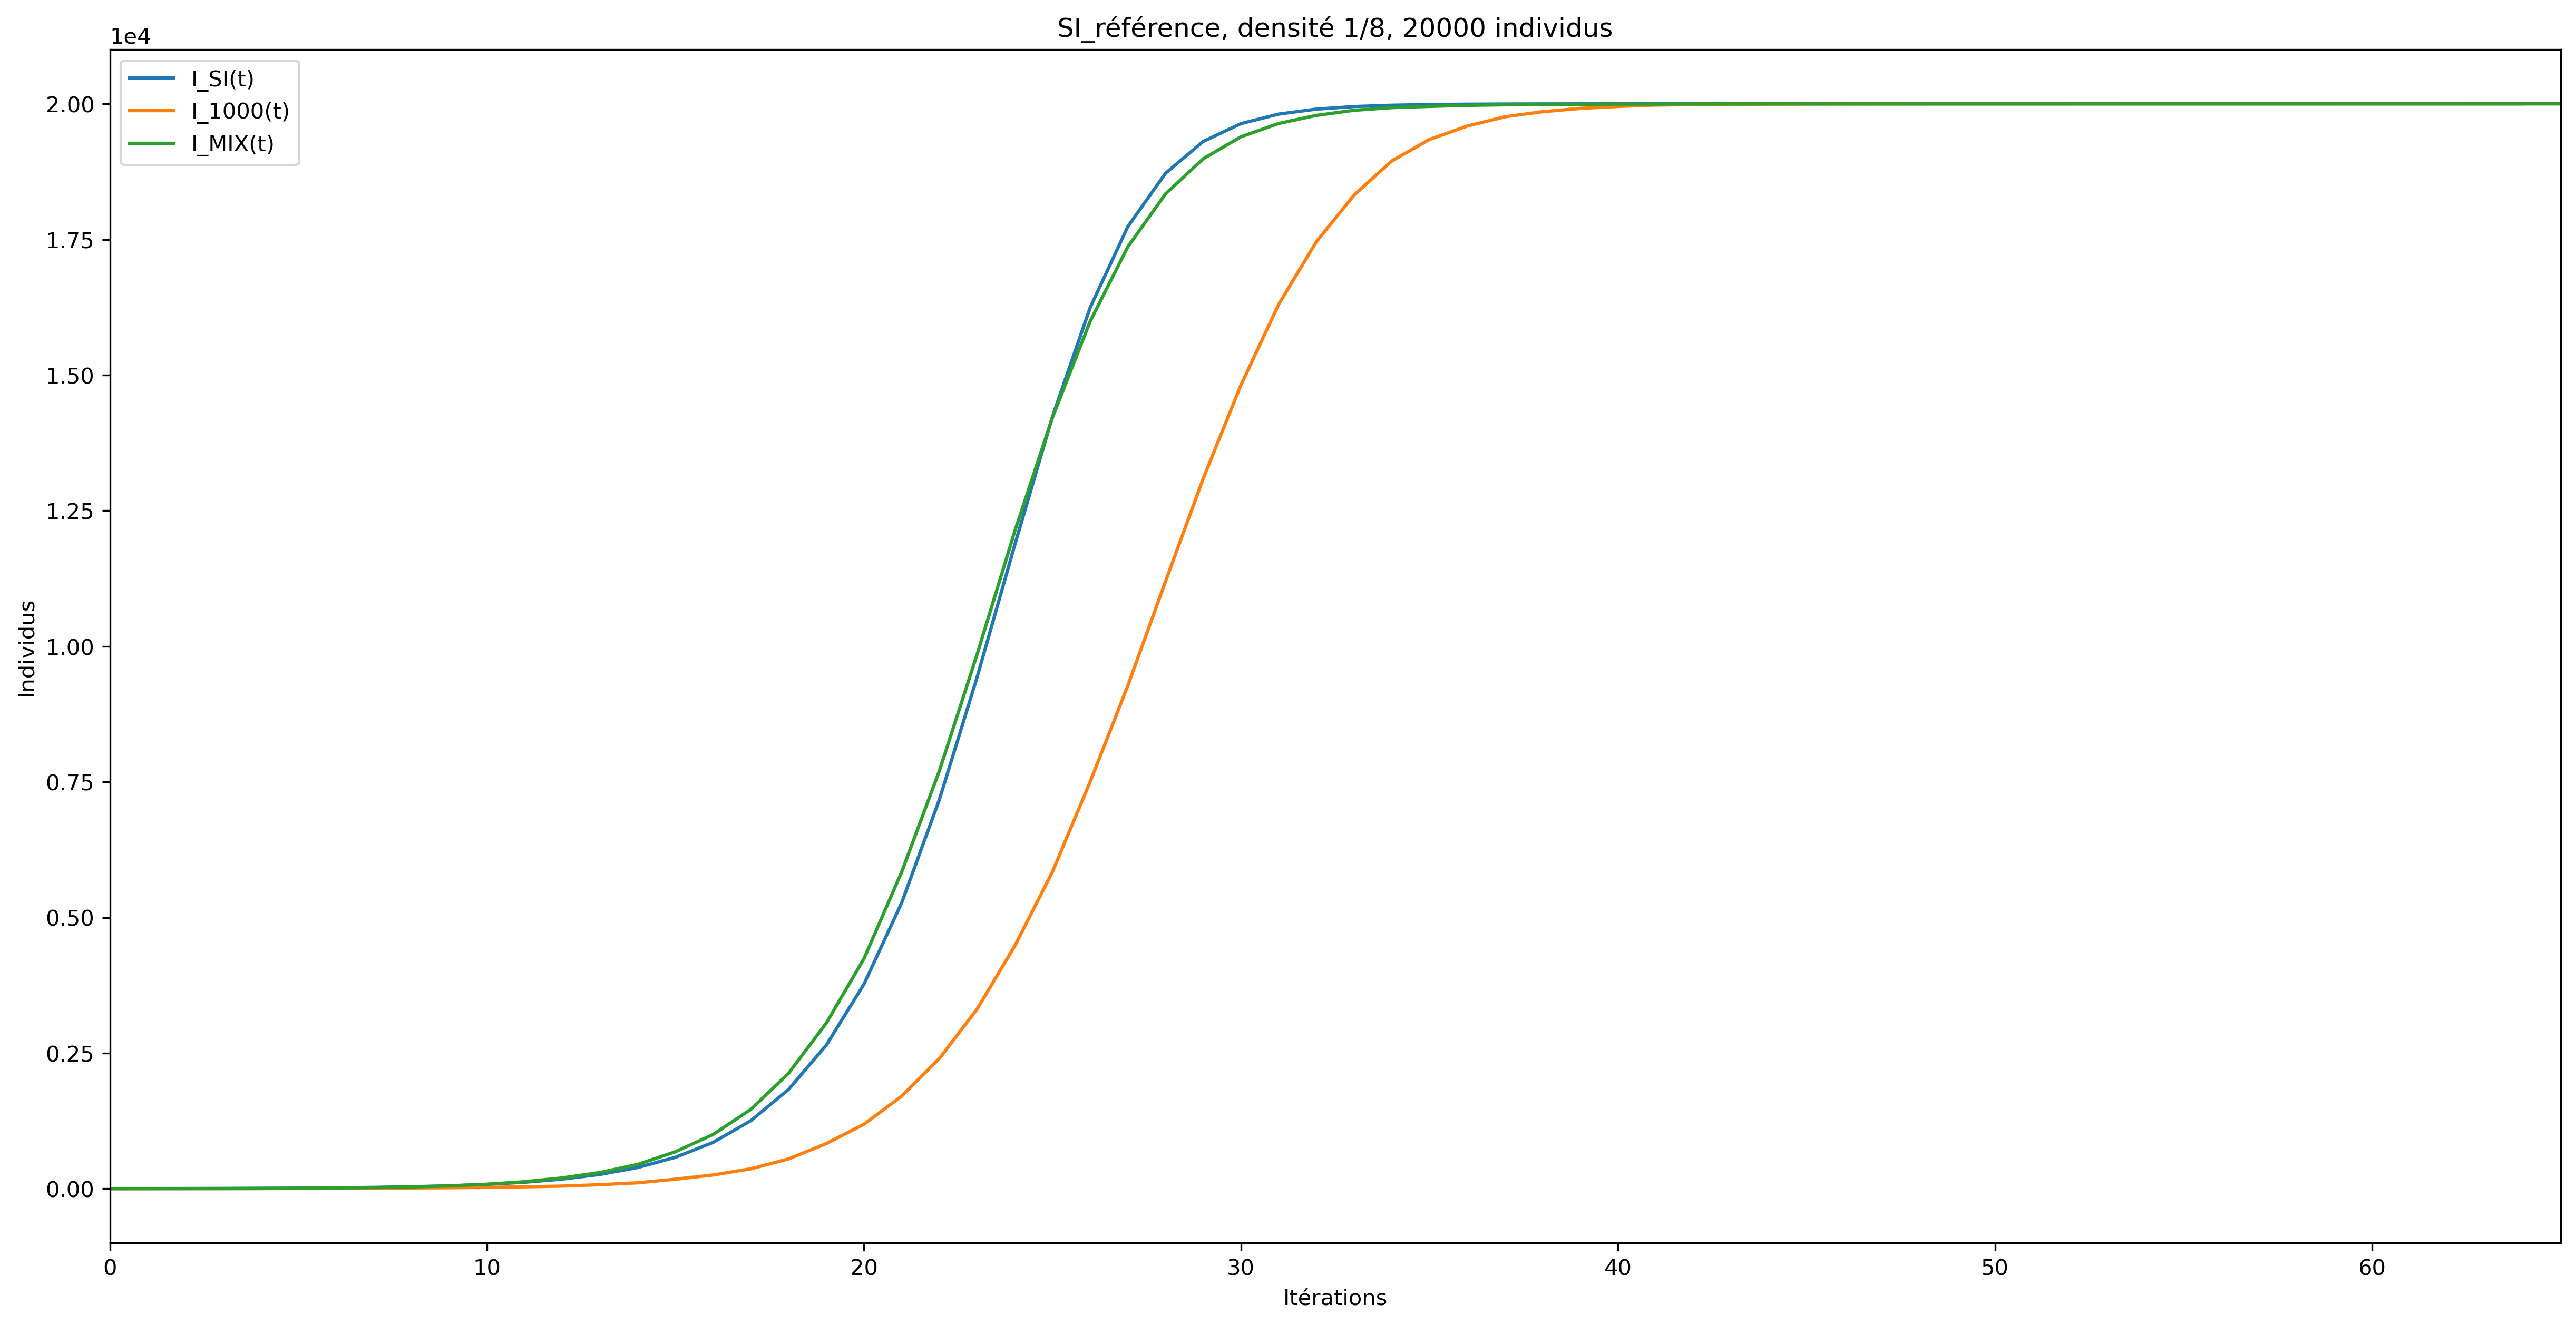 SI_référence, densité 1/8, 20000 individus
1e4
I_SI(t)
I_1000(t)
I_MIX(t)
2.00
1.75
1.50
1.25
1.00
0.75
0.50
0.25
0.00
Individus
0 10 20 30 40 50 60
Itérations